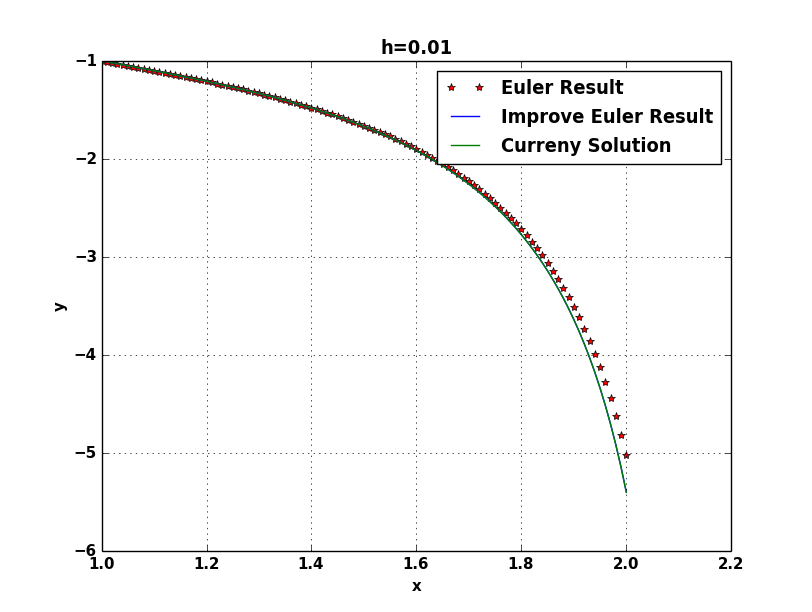 h=0.01
Euler Result
Improve Euler Result
Curreny Solution
−1
−2
−3
−4
−5
−6
y
1.0 1.2 1.4 1.6 1.8 2.0 2.2
x